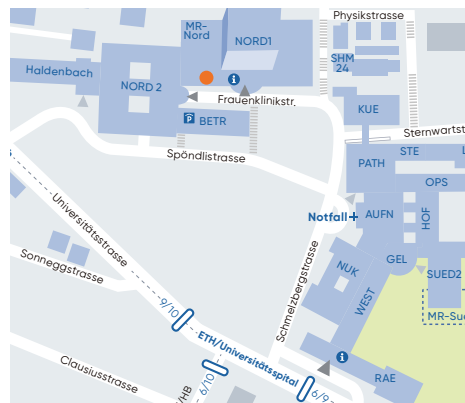 Physikstrasse
MR-
Nord
NORD1
SHM
24
Haldenbach
NORD 2
i
Frauenklinikstr.
KUE
P
BETR
Sternwartst
STE
L
Spöndlistrasse
PATH
OPS
Universitätsstrasse
Notfall+
AUFN
HOF
Sonneggstrasse
Schmelzbergstrasse
NUK
GEL
SUED2
WEST
MR-Sue
9/10
ETH/Universitätsspital
i
Clausiusstrasse
6/10
/HB
6/9
RAE